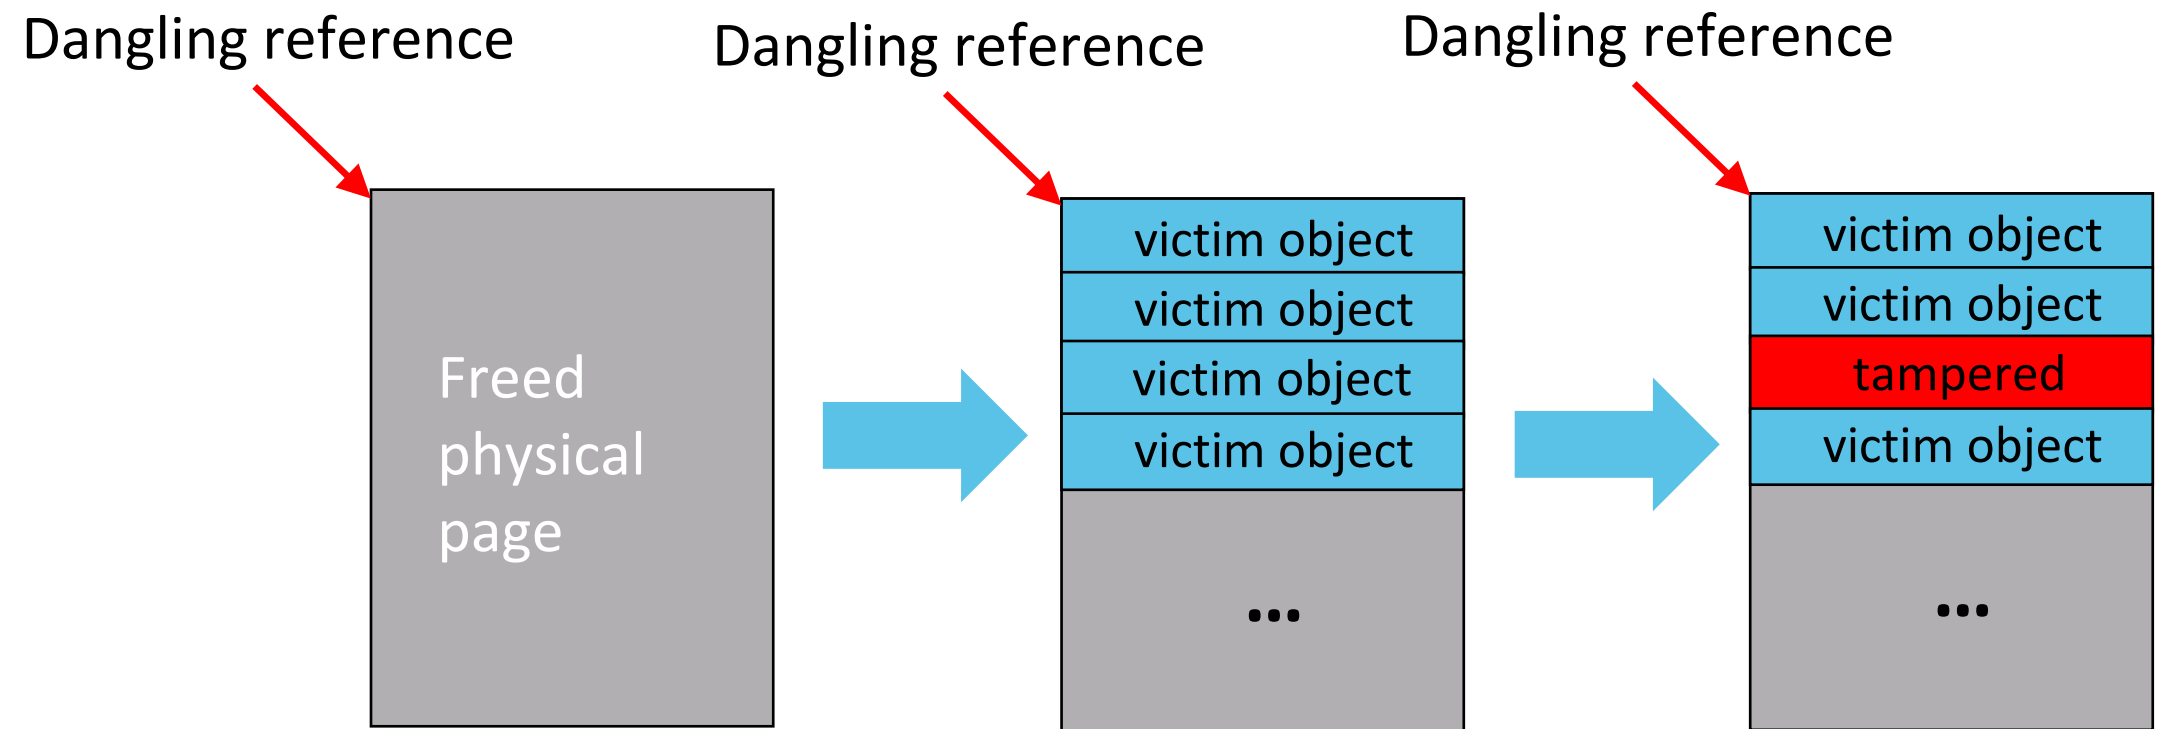 Dangling reference
Dangling reference
Dangling reference
Freed
physical
page
victim object
victim object
victim object
victim object
...
victim object
victim object
tampered
victim object
...